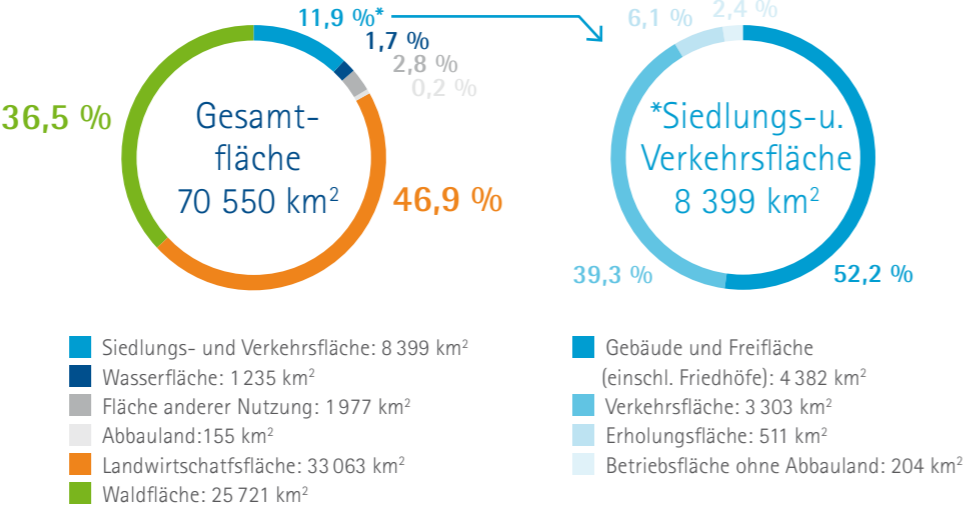 11,9 %*
1,7 %
2,8 %
0,2 %
36,5 %
46,9 %
Gesamt-
fläche
70 550 km²
6,1 %
2,4 %
*Siedlungs-u.
Verkehrsfläche
8 399 km²
39,3 %
52,2 %
Siedlungs- und Verkehrsfläche: 8 399 km²
Wasserfläche: 1 235 km²
Fläche anderer Nutzung: 1 977 km²
Abbauland:155 km²
Landwirtschatfsfläche: 33 063 km²
Waldfläche: 25 721 km²
Gebäude und Freifläche
(einschl. Friedhöfe): 4 382 km²
Verkehrsfläche: 3 303 km²
Erholungsfläche: 511 km²
Betriebsfläche ohne Abbauland: 204 km²